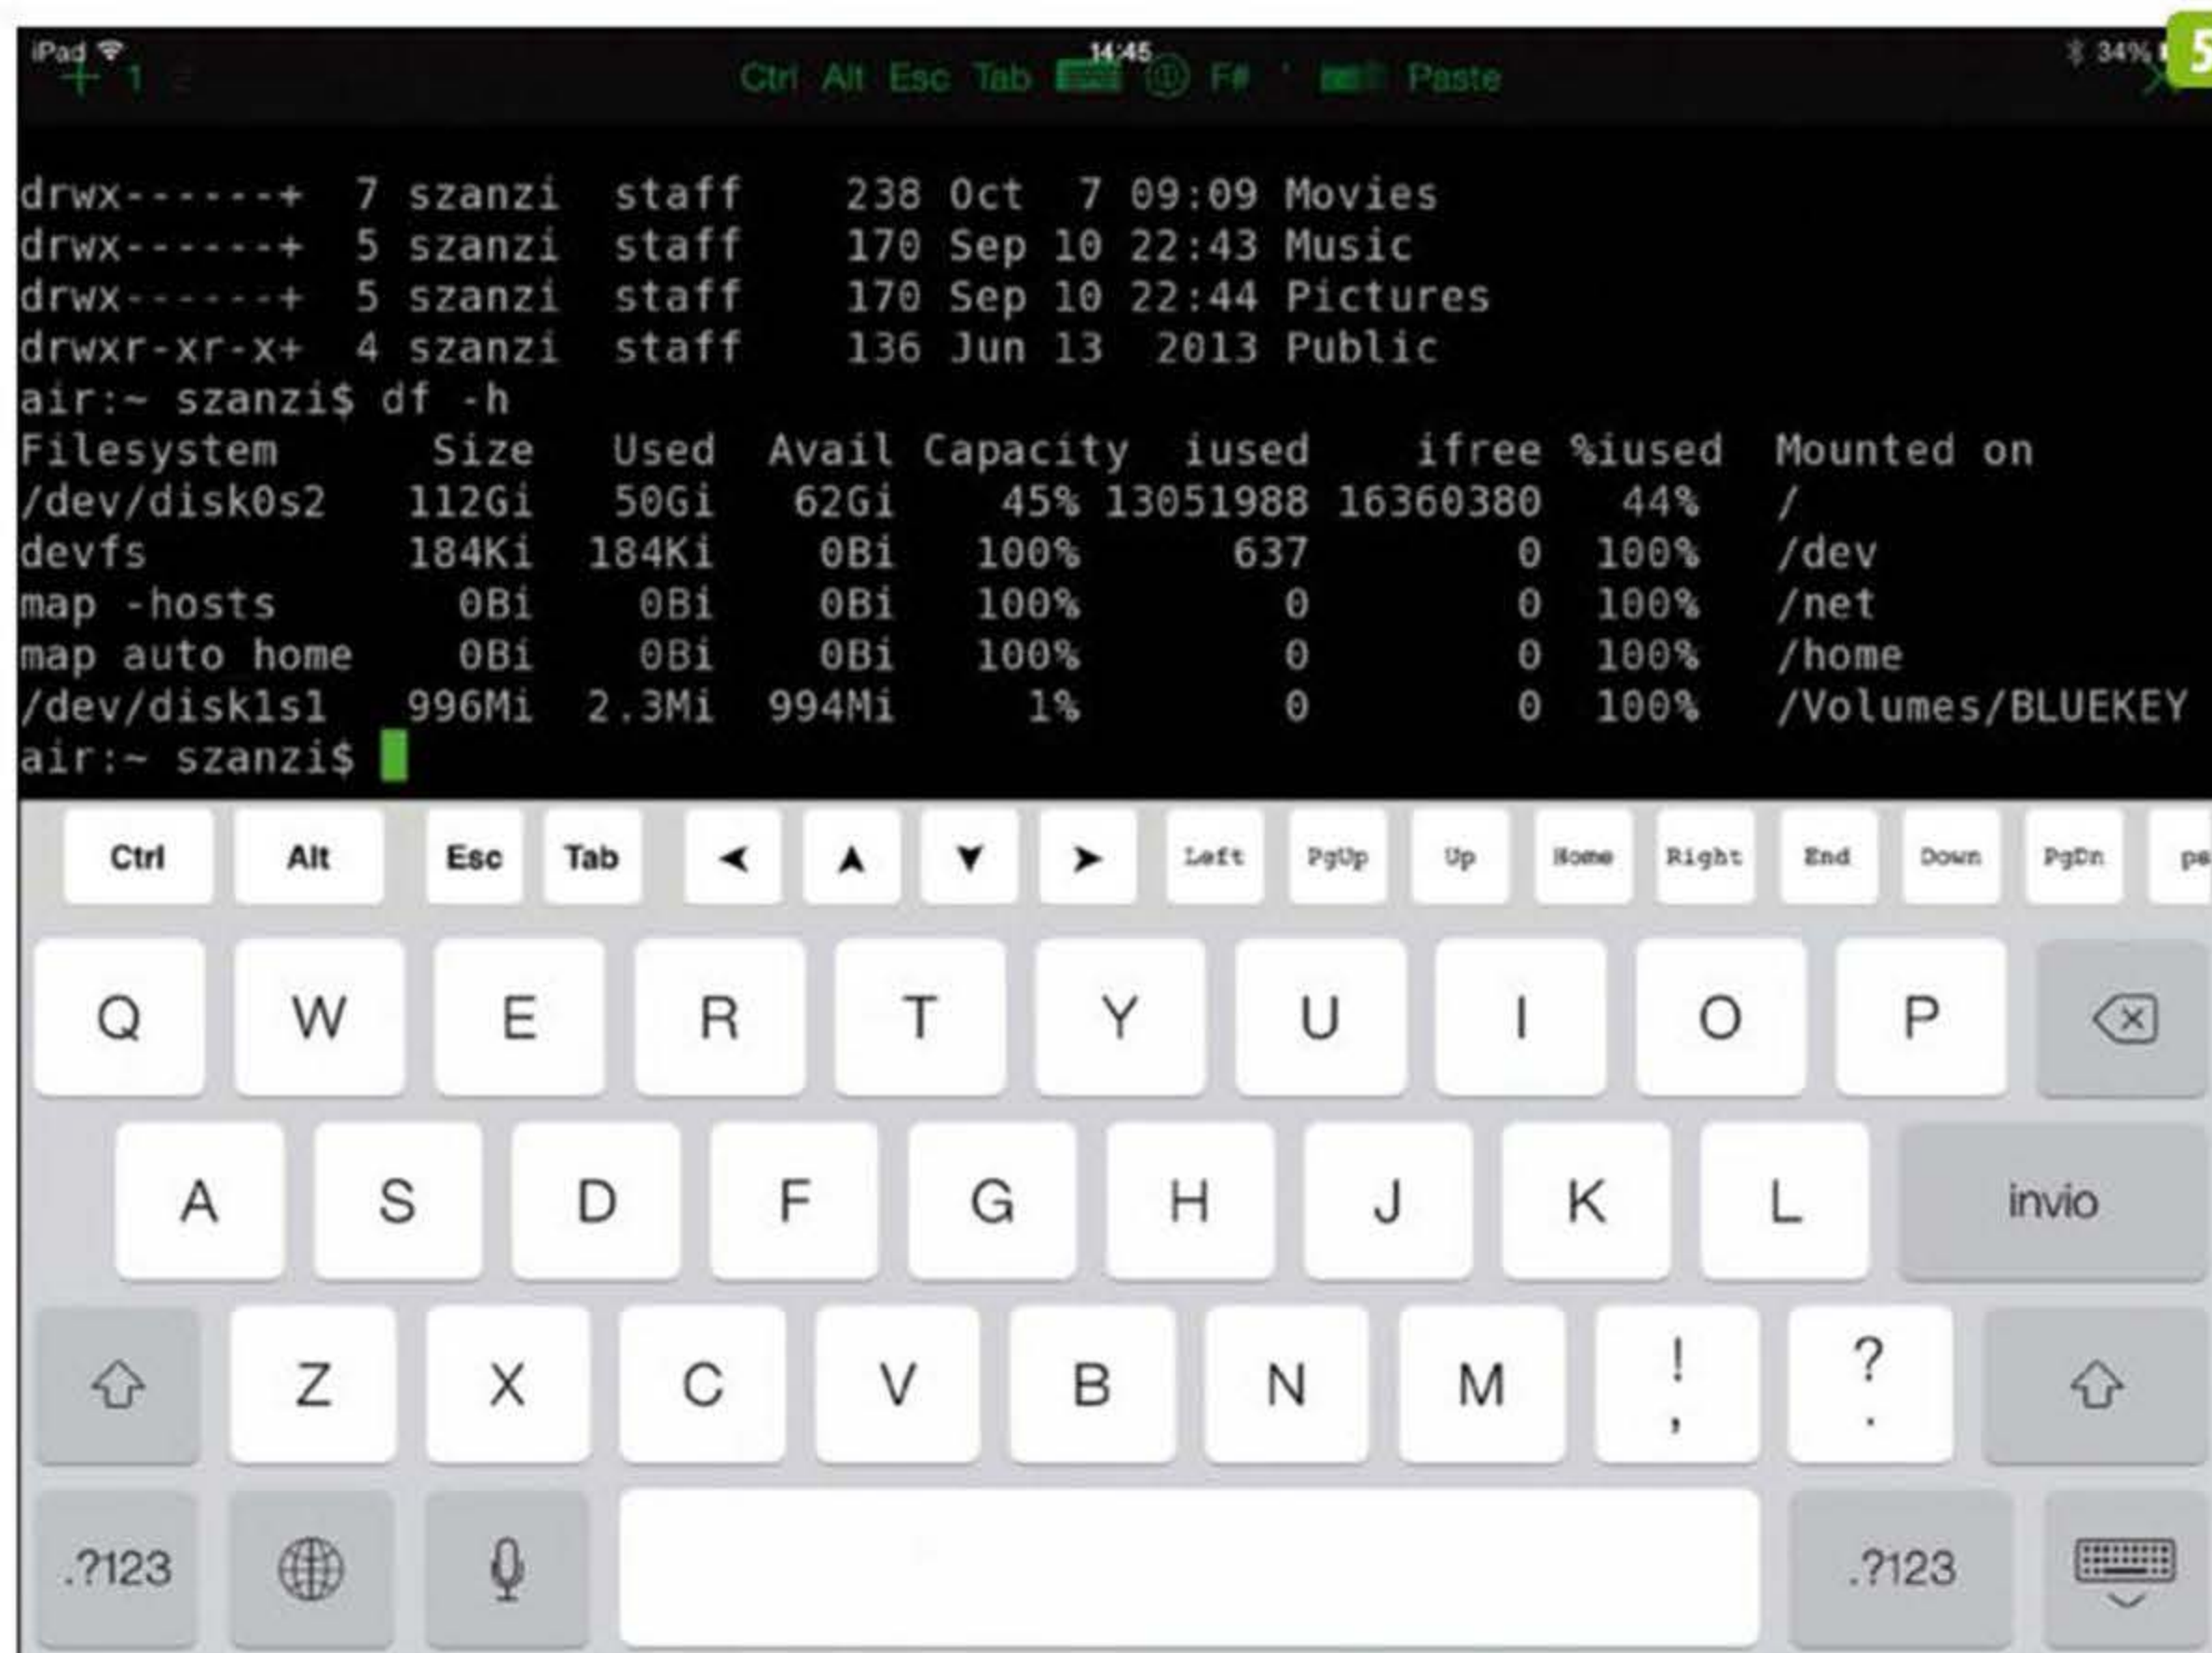 iPad 14:45 34% 5
+ 1 Ctrl Alt Esc Tab F# ' Paste
drwx------+ 7 szanzi staff 238 Oct 7 09:09 Movies
drwx------+ 5 szanzi staff 170 Sep 10 22:43 Music
drwx------+ 5 szanzi staff 170 Sep 10 22:44 Pictures
drwxr-xr-x+ 4 szanzi staff 136 Jun 13 2013 Public
air:~ szanzi$ df -h
Filesystem Size Used Avail Capacity iused ifree %iused Mounted on
/dev/disk0s2 112Gi 50Gi 62Gi 45% 13051988 16360380 44% /
devfs 184Ki 184Ki 0Bi 100% 637 0 100% /dev
map -hosts 0Bi 0Bi 0Bi 100% 0 0 100% /net
map auto home 0Bi 0Bi 0Bi 100% 0 0 100% /home
/dev/disk1s1 996Mi 2.3Mi 994Mi 1% 0 0 100% /Volumes/BLUEKEY
air:~ szanzi$
Ctrl Alt Esc Tab Left PgUp Up Home Right End Down PgDn
Q W E R T Y U I O P
A S D F G H J K L invio
Z X C V B N M ! , ? .
.?123 .?123